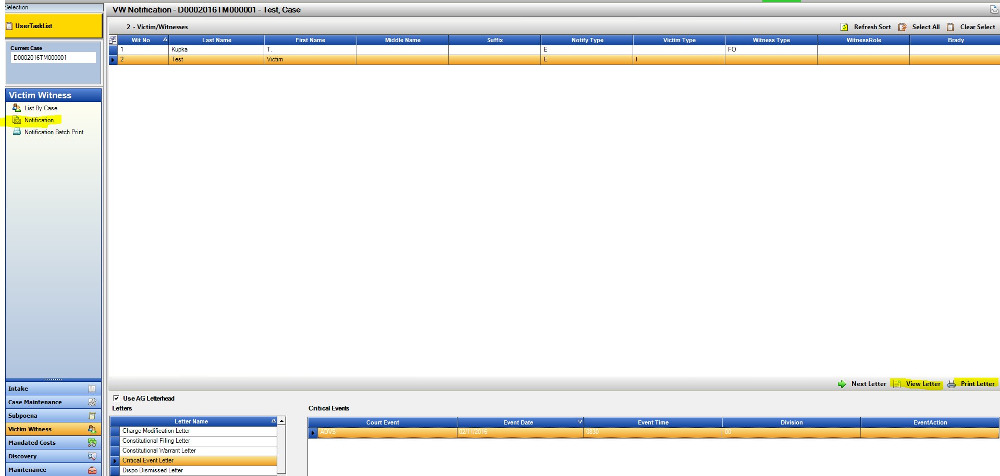 Selection
UserTaskList
Current Case
D0002016TM000001
Victim Witness
List By Case
Notification
Notification Batch Print
Intake
Case Maintenance
Subpoena
Victim Witness
Mandated Costs
Discovery
Maintenance
VW Notification - D0002016TM000001 - Test, Case
2 - Victim/Witnesses Refresh Sort Select All Clear Select
Wit No Last Name First Name Middle Name Suffix Notify Type Victim Type Witness Type WitnessRole Brady
1 Kupka T. E FO
2 Test Victim E I
Next Letter View Letter Print Letter
Use AG Letterhead
Letters
Letter Name
Charge Modification Letter
Constitutional Filing Letter
Constitutional Warrant Letter
Critical Event Letter
Dispo Dismissed Letter
Critical Events
Court Event Event Date Event Time Division EventAction
ADVS 02/11/2016 0830 00